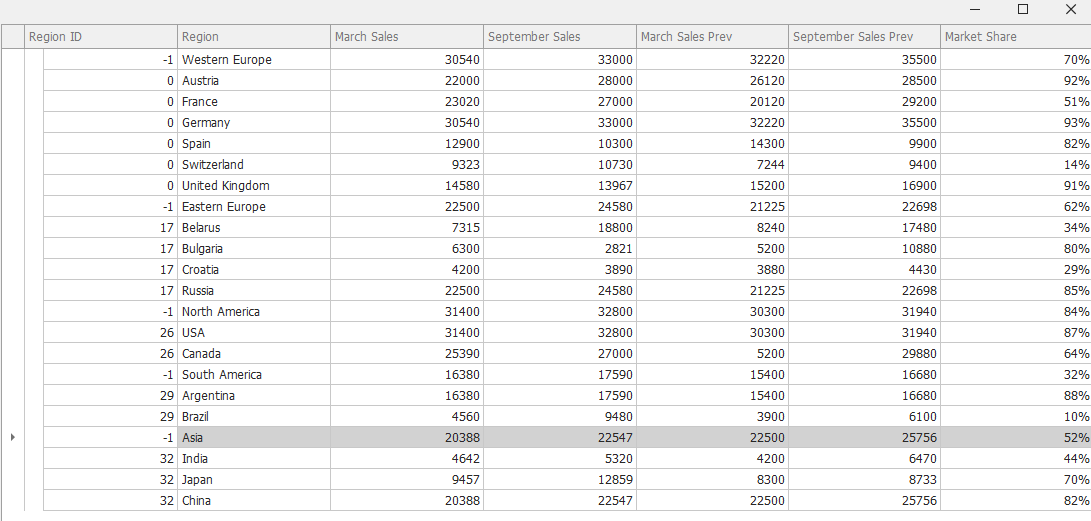 Region ID Region March Sales September Sales March Sales Prev September Sales Prev Market Share
-1 Western Europe 30540 33000 32220 35500 70%
0 Austria 22000 28000 26120 28500 92%
0 France 23020 27000 20120 29200 51%
0 Germany 30540 33000 32220 35500 93%
0 Spain 12900 10300 14300 9900 82%
0 Switzerland 9323 10730 7244 9400 14%
0 United Kingdom 14580 13967 15200 16900 91%
-1 Eastern Europe 22500 24580 21225 22698 62%
17 Belarus 7315 18800 8240 17480 34%
17 Bulgaria 6300 2821 5200 10880 80%
17 Croatia 4200 3890 3880 4430 29%
17 Russia 22500 24580 21225 22698 85%
-1 North America 31400 32800 30300 31940 84%
26 USA 31400 32800 30300 31940 87%
26 Canada 25390 27000 5200 29880 64%
-1 South America 16380 17590 15400 16680 32%
29 Argentina 16380 17590 15400 16680 88%
29 Brazil 4560 9480 3900 6100 10%
-1 Asia 20388 22547 22500 25756 52%
32 India 4642 5320 4200 6470 44%
32 Japan 9457 12859 8300 8733 70%
32 China 20388 22547 22500 25756 82%